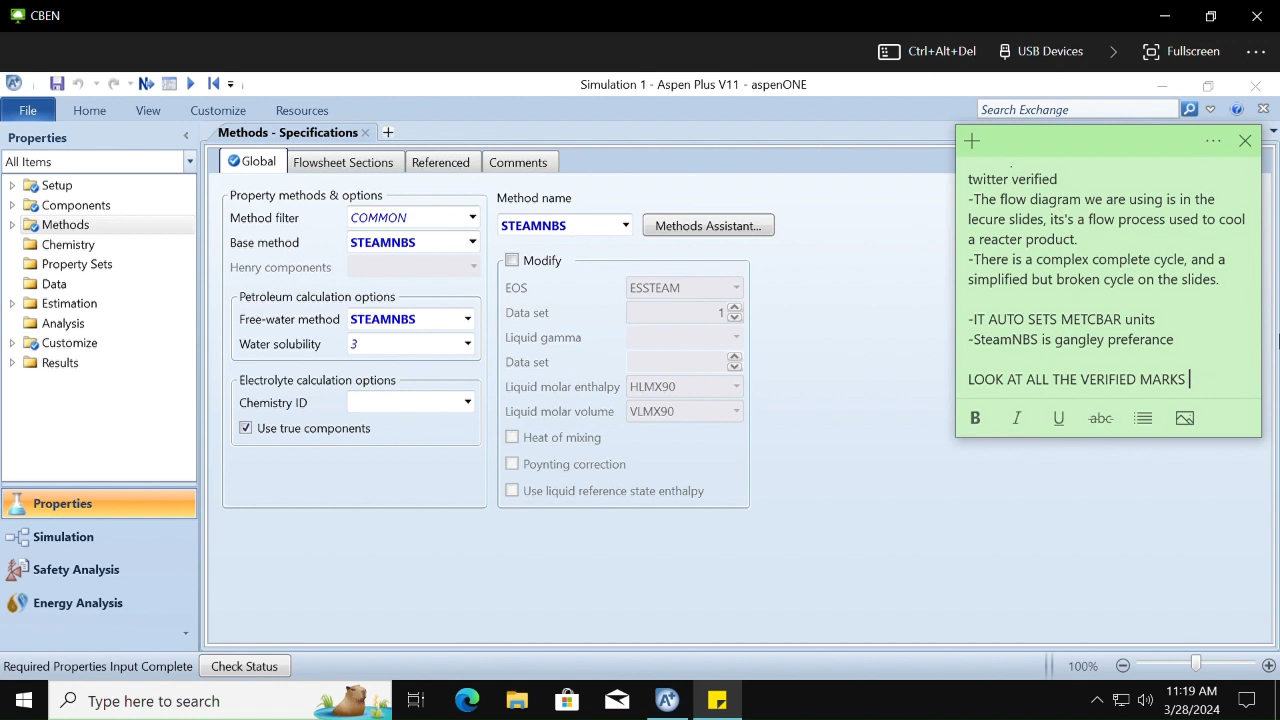 CBEN
Ctrl+Alt+Del
USB Devices
Fullscreen
Simulation 1 - Aspen Plus V11 - aspenONE
File
Home
View
Customize
Resources
Search Exchange
Properties
All Items
Setup
Components
Methods
Chemistry
Property Sets
Data
Estimation
Analysis
Customize
Results
Properties
Simulation
Safety Analysis
Energy Analysis
Methods - Specifications
Global
Flowsheet Sections
Referenced
Comments
Property methods & options
Method filter COMMON
Base method STEAMNBS
Henry components
Petroleum calculation options
Free-water method STEAMNBS
Water solubility 3
Electrolyte calculation options
Chemistry ID
Use true components
Method name
STEAMNBS Methods Assistant...
Modify
EOS ESSTEAM
Data set 1
Liquid gamma
Data set
Liquid molar enthalpy HLMX90
Liquid molar volume VLMX90
Heat of mixing
Poynting correction
Use liquid reference state enthalpy
twitter verified
-The flow diagram we are using is in the
lecure slides, its's a flow process used to cool
a reacter product.
-There is a complex complete cycle, and a
simplified but broken cycle on the slides.
-IT AUTO SETS METCBAR units
-SteamNBS is gangley preferance
LOOK AT ALL THE VERIFIED MARKS
B I U abc
Required Properties Input Complete
Check Status
100%
Type here to search
11:19 AM
3/28/2024